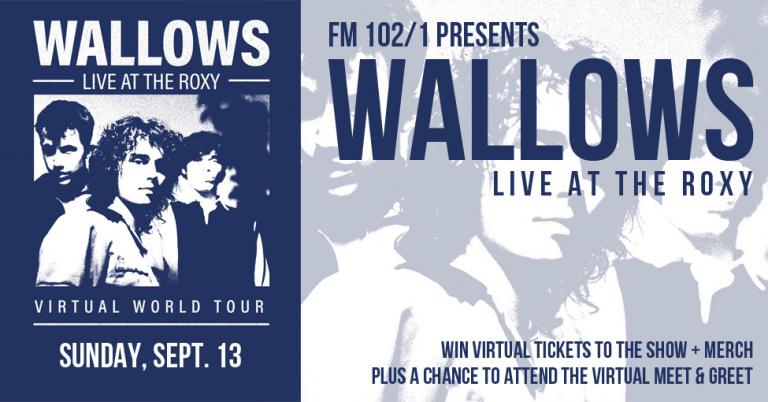 WALLOWS
LIVE AT THE ROXY
VIRTUAL WORLD TOUR
SUNDAY, SEPT. 13
FM 102/1 PRESENTS
WALLOWS
LIVE AT THE ROXY
WIN VIRTUAL TICKETS TO THE SHOW + MERCH
PLUS A CHANCE TO ATTEND THE VIRTUAL MEET & GREET